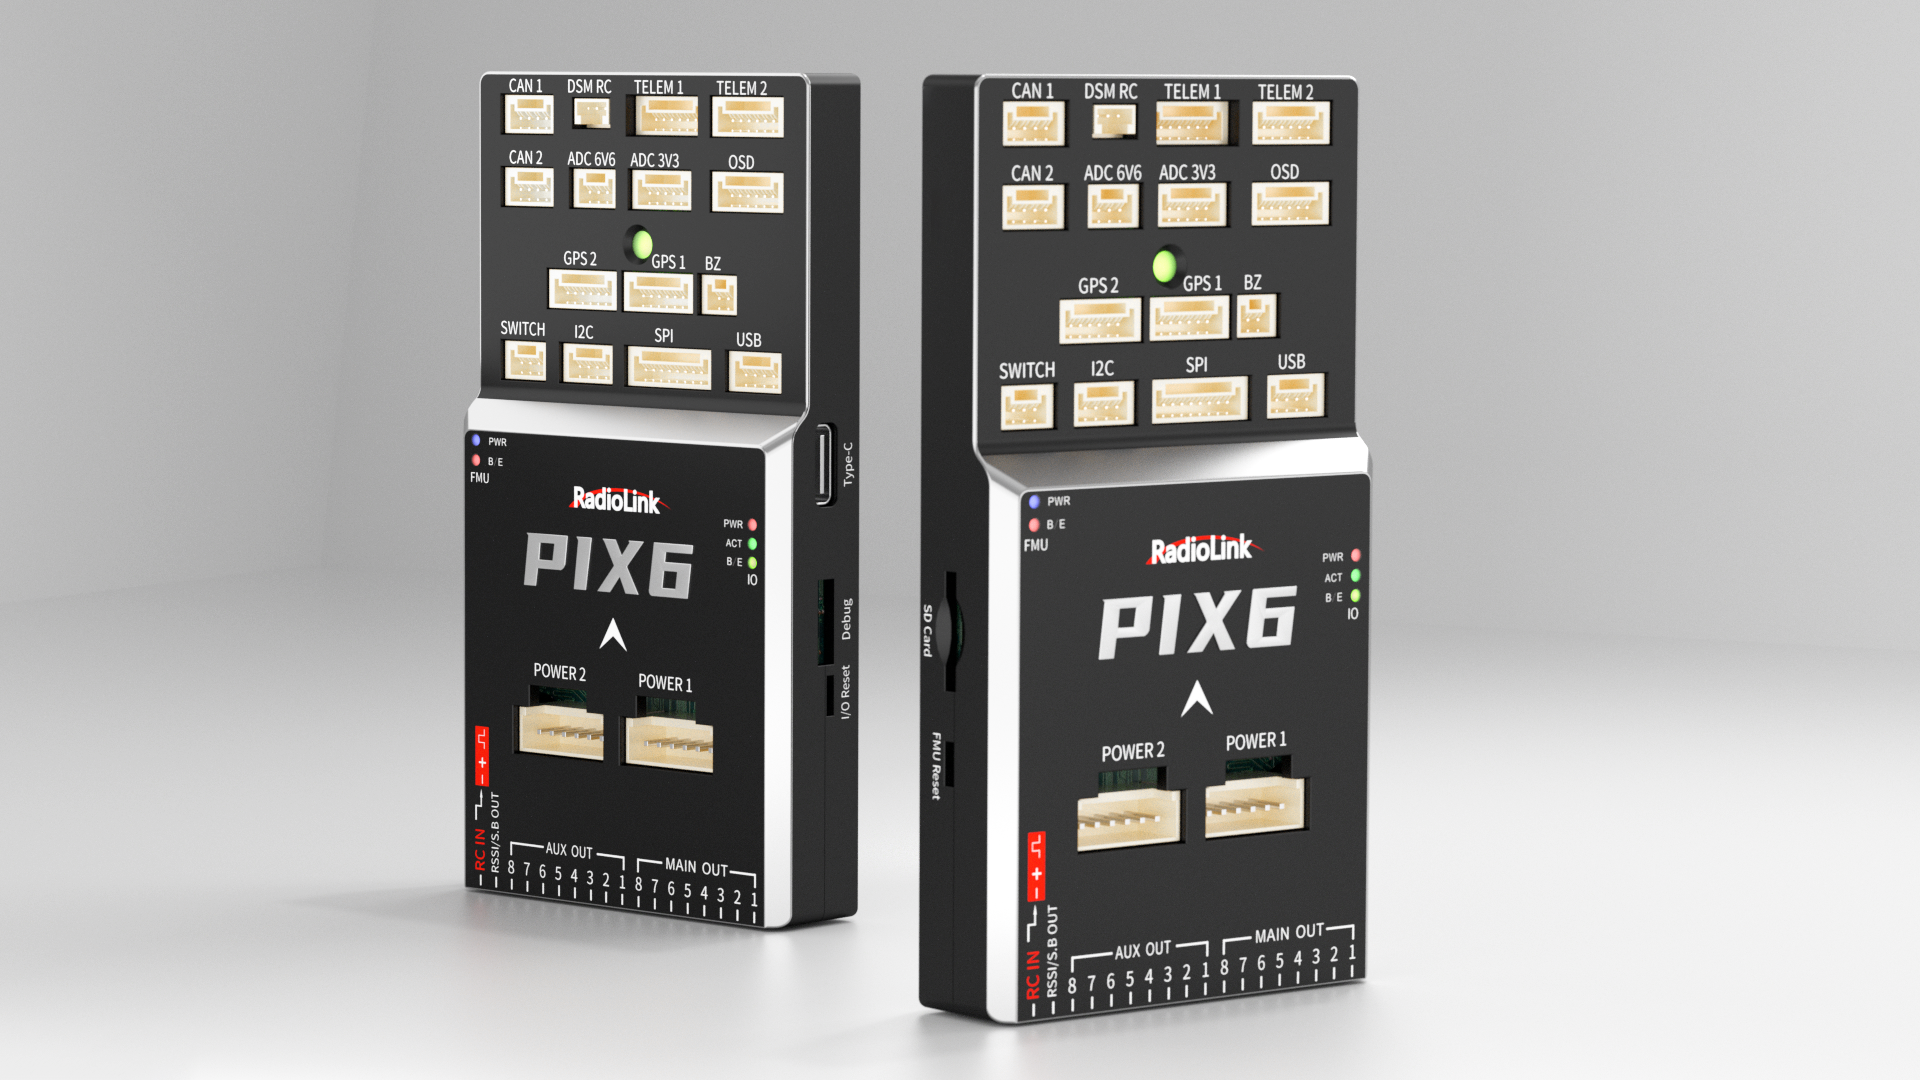 CAN 1 DSM RC TELEM 1 TELEM 2
CAN 2 ADC 6V6 ADC 3V3 OSD
GPS 2 GPS 1 BZ
SWITCH I2C SPI USB
PWR
B/E
FMU
RadioLink
PIX6
PWR
ACT
B/E
IO
POWER 2 POWER 1
+
−
RC IN
RSSI/S.B OUT
AUX OUT MAIN OUT
8 7 6 5 4 3 2 1 8 7 6 5 4 3 2 1
Type-C
Debug
I/O Reset
CAN 1 DSM RC TELEM 1 TELEM 2
CAN 2 ADC 6V6 ADC 3V3 OSD
GPS 2 GPS 1 BZ
SWITCH I2C SPI USB
SD Card
FMU Reset
PWR
B/E
FMU
RadioLink
PIX6
PWR
ACT
B/E
IO
POWER 2 POWER 1
+
−
RC IN
RSSI/S.B OUT
AUX OUT MAIN OUT
8 7 6 5 4 3 2 1 8 7 6 5 4 3 2 1